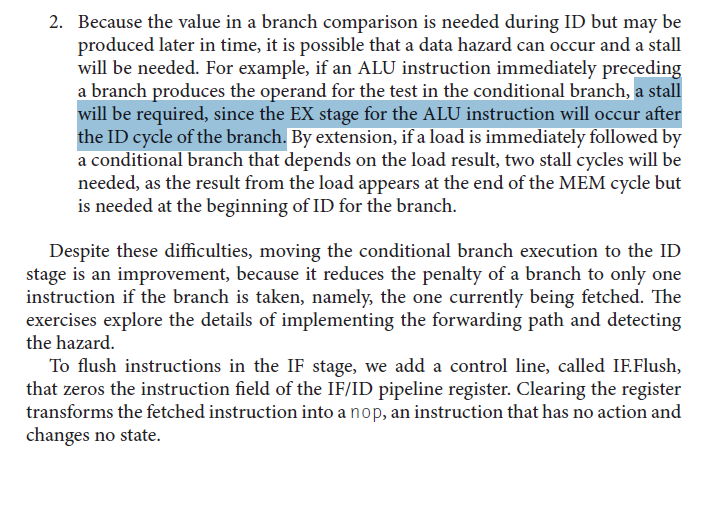 2. Because the value in a branch comparison is needed during ID but may be
produced later in time, it is possible that a data hazard can occur and a stall
will be needed. For example, if an ALU instruction immediately preceding
a branch produces the operand for the test in the conditional branch, a stall
will be required, since the EX stage for the ALU instruction will occur after
the ID cycle of the branch. By extension, if a load is immediately followed by
a conditional branch that depends on the load result, two stall cycles will be
needed, as the result from the load appears at the end of the MEM cycle but
is needed at the beginning of ID for the branch.
Despite these difficulties, moving the conditional branch execution to the ID
stage is an improvement, because it reduces the penalty of a branch to only one
instruction if the branch is taken, namely, the one currently being fetched. The
exercises explore the details of implementing the forwarding path and detecting
the hazard.
To flush instructions in the IF stage, we add a control line, called IF.Flush,
that zeros the instruction field of the IF/ID pipeline register. Clearing the register
transforms the fetched instruction into a nop, an instruction that has no action and
changes no state.